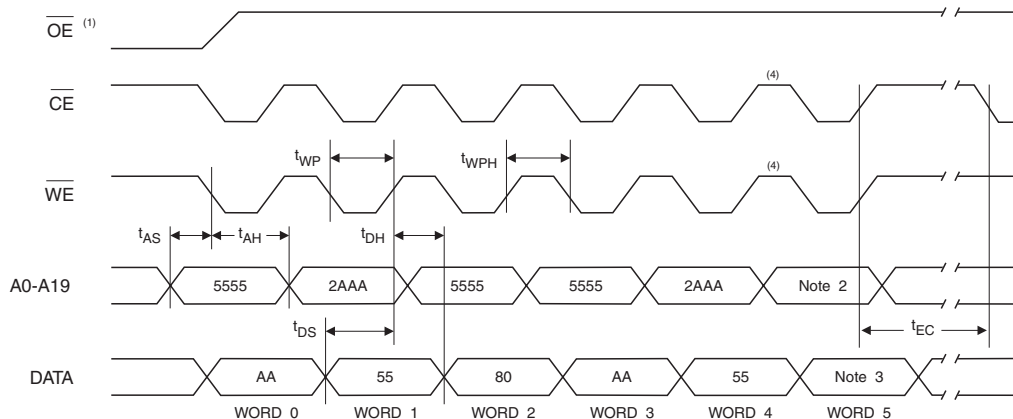 OE (1)
CE
(4)
tWP
tWPH
WE
(4)
tAS
tAH
tDH
A0-A19
5555
2AAA
5555
5555
2AAA
Note 2
tDS
tEC
DATA
AA
55
80
AA
55
Note 3
WORD 0
WORD 1
WORD 2
WORD 3
WORD 4
WORD 5